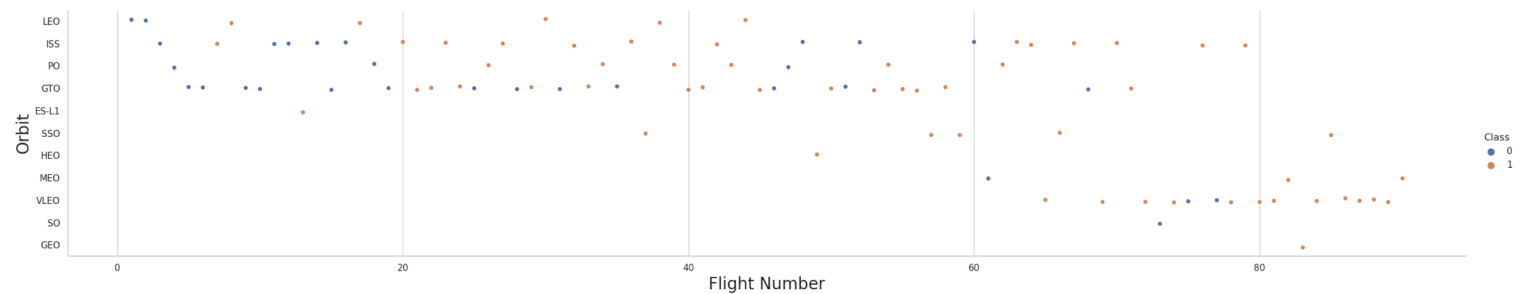 LEO
ISS
PO
GTO
ES-L1
SSO
HEO
MEO
VLEO
SO
GEO
Orbit
0 20 40 60 80
Flight Number
Class
0
1